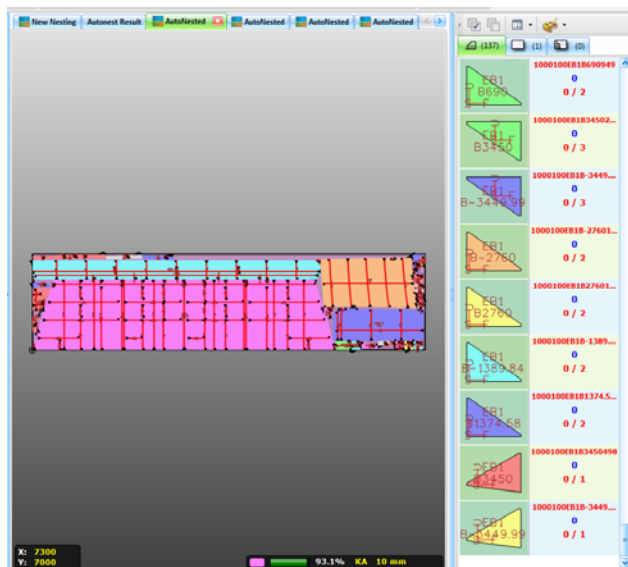 New Nesting
Autonest Result
AutoNested
AutoNested
AutoNested
AutoNested
(137)
(1)
(0)
EB1
B690
1000100EB1B690949
0
0 / 2
EB1
B3450
1000100EB1B34502...
0
0 / 3
EB1
B-3449.99
1000100EB1B-3449....
0
0 / 3
EB1
B-2760
1000100EB1B-27601...
0
0 / 2
EB1
B2760
1000100EB1B27601...
0
0 / 2
EB1
B-1389.84
1000100EB1B-1389....
0
0 / 2
EB1
B1374.58
1000100EB1B1374.5...
0
0 / 2
EB1
B3450
1000100EB1B3450498
0
0 / 1
EB1
B-3449.99
1000100EB1B-3449....
0
0 / 1
X: 7300
Y: 7000
93.1% KA 10 mm